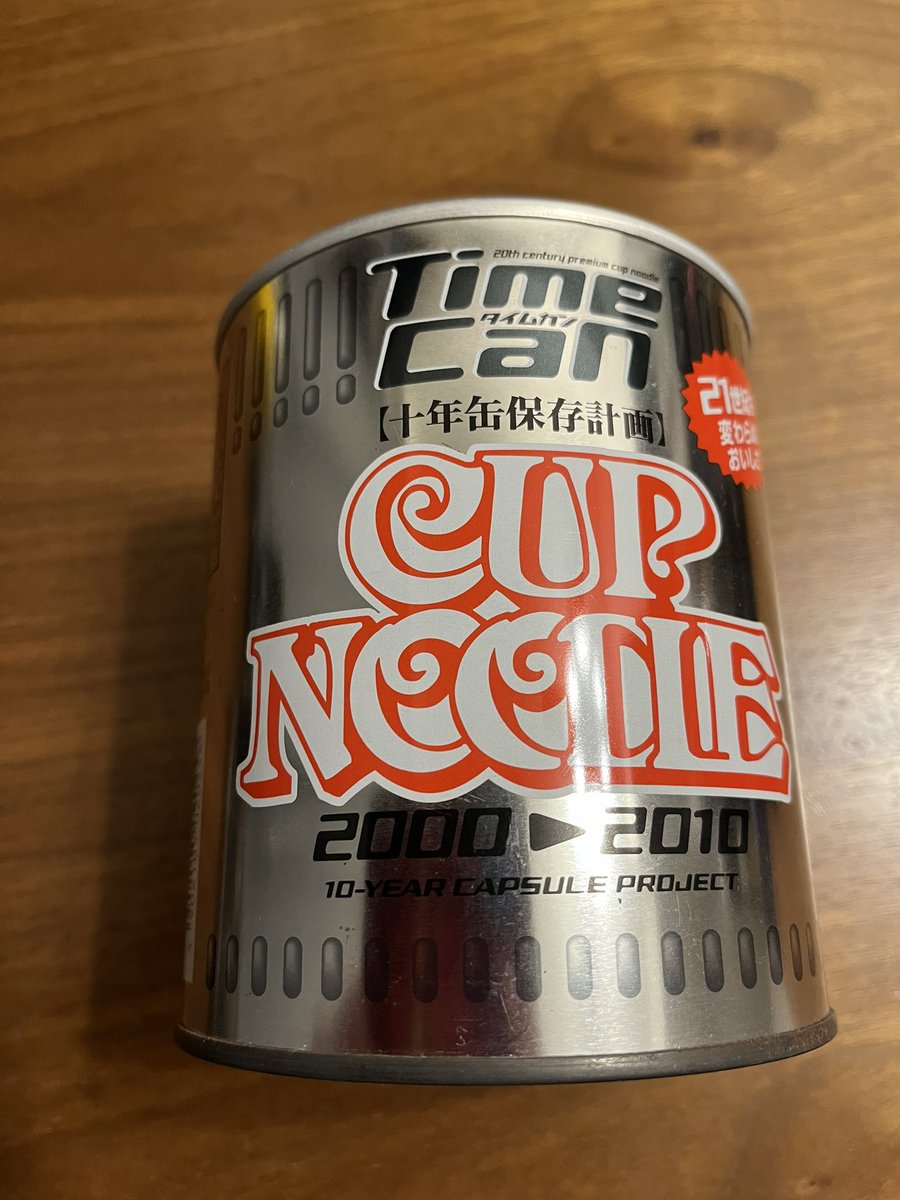 20th century premium cup noodle
Time
タイムカン
Can
【十年缶保存計画】
21世紀
変わら
おいし
CUP
NOODLE
2000▶2010
10-YEAR CAPSULE PROJECT